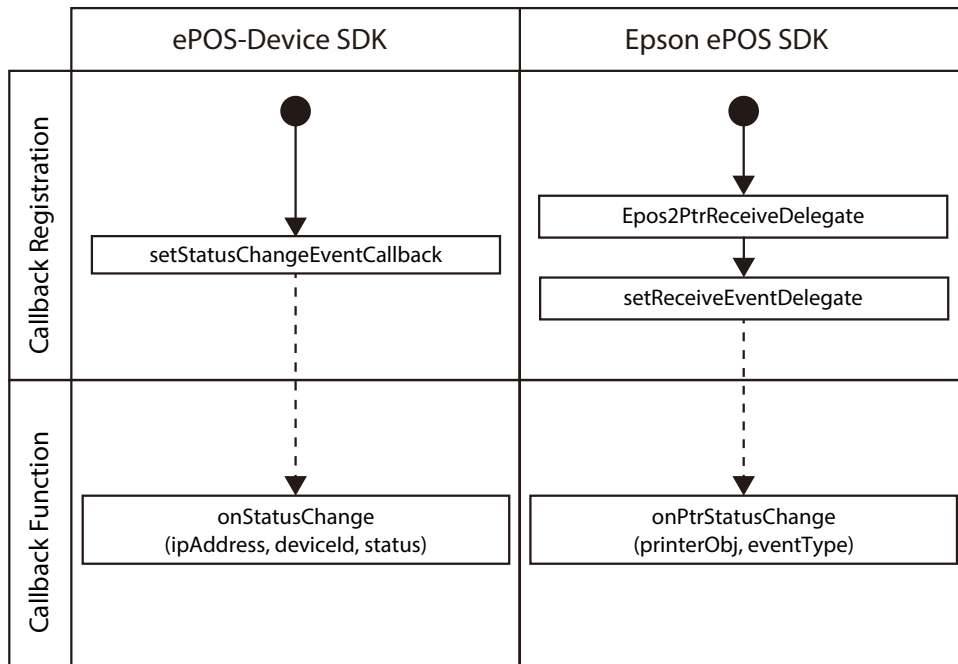 ePOS-Device SDK
Epson ePOS SDK
Callback Registration
Epos2PtrReceiveDelegate
setStatusChangeEventCallback
setReceiveEventDelegate
Callback Function
onStatusChange
(ipAddress, deviceId, status)
onPtrStatusChange
(printerObj, eventType)